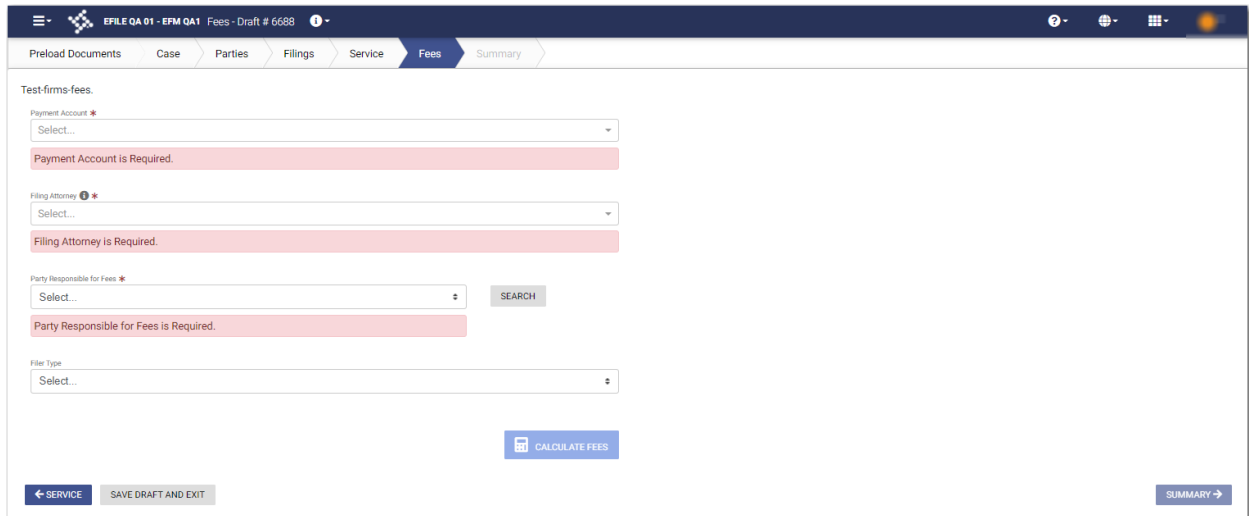 EFILE QA 01 - EFM QA1 Fees - Draft # 6688
Preload Documents Case Parties Filings Service Fees Summary
Test-firms-fees.
Payment Account *
Select...
Payment Account is Required.
Filing Attorney *
Select...
Filing Attorney is Required.
Party Responsible for Fees *
Select... SEARCH
Party Responsible for Fees is Required.
Filer Type
Select...
CALCULATE FEES
SERVICE SAVE DRAFT AND EXIT SUMMARY